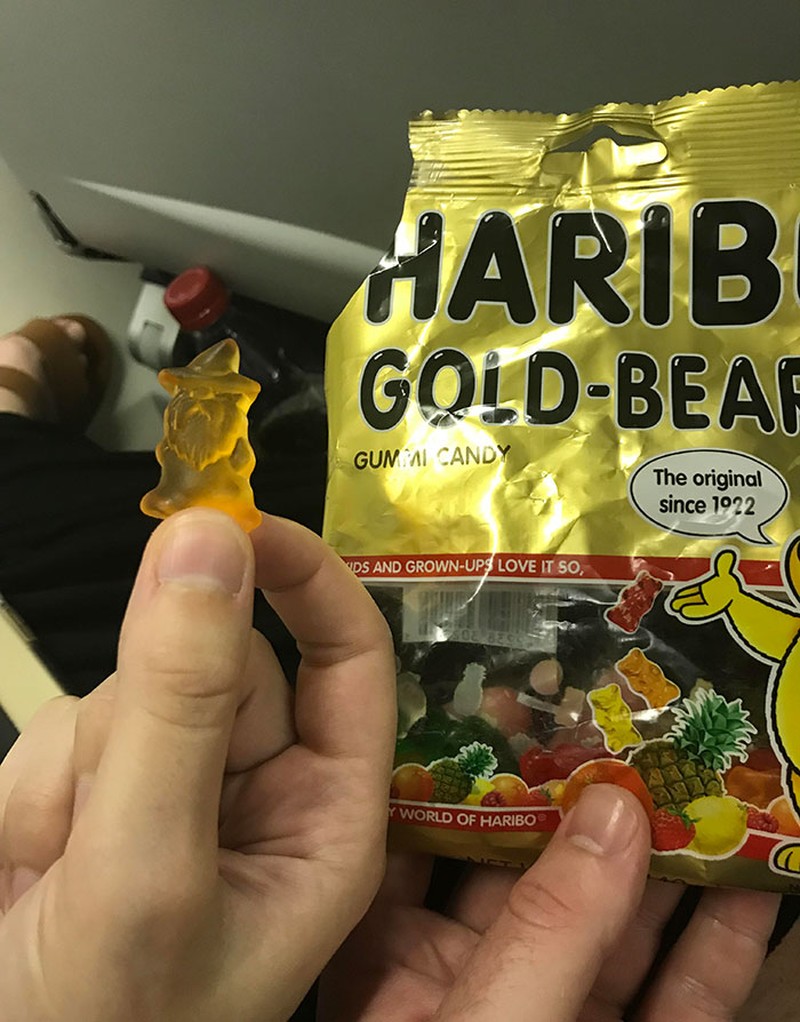 HARIB
GOLD-BEAR
GUMMI CANDY
The original
since 1922
IDS AND GROWN-UPS LOVE IT SO,
Y WORLD OF HARIBO®